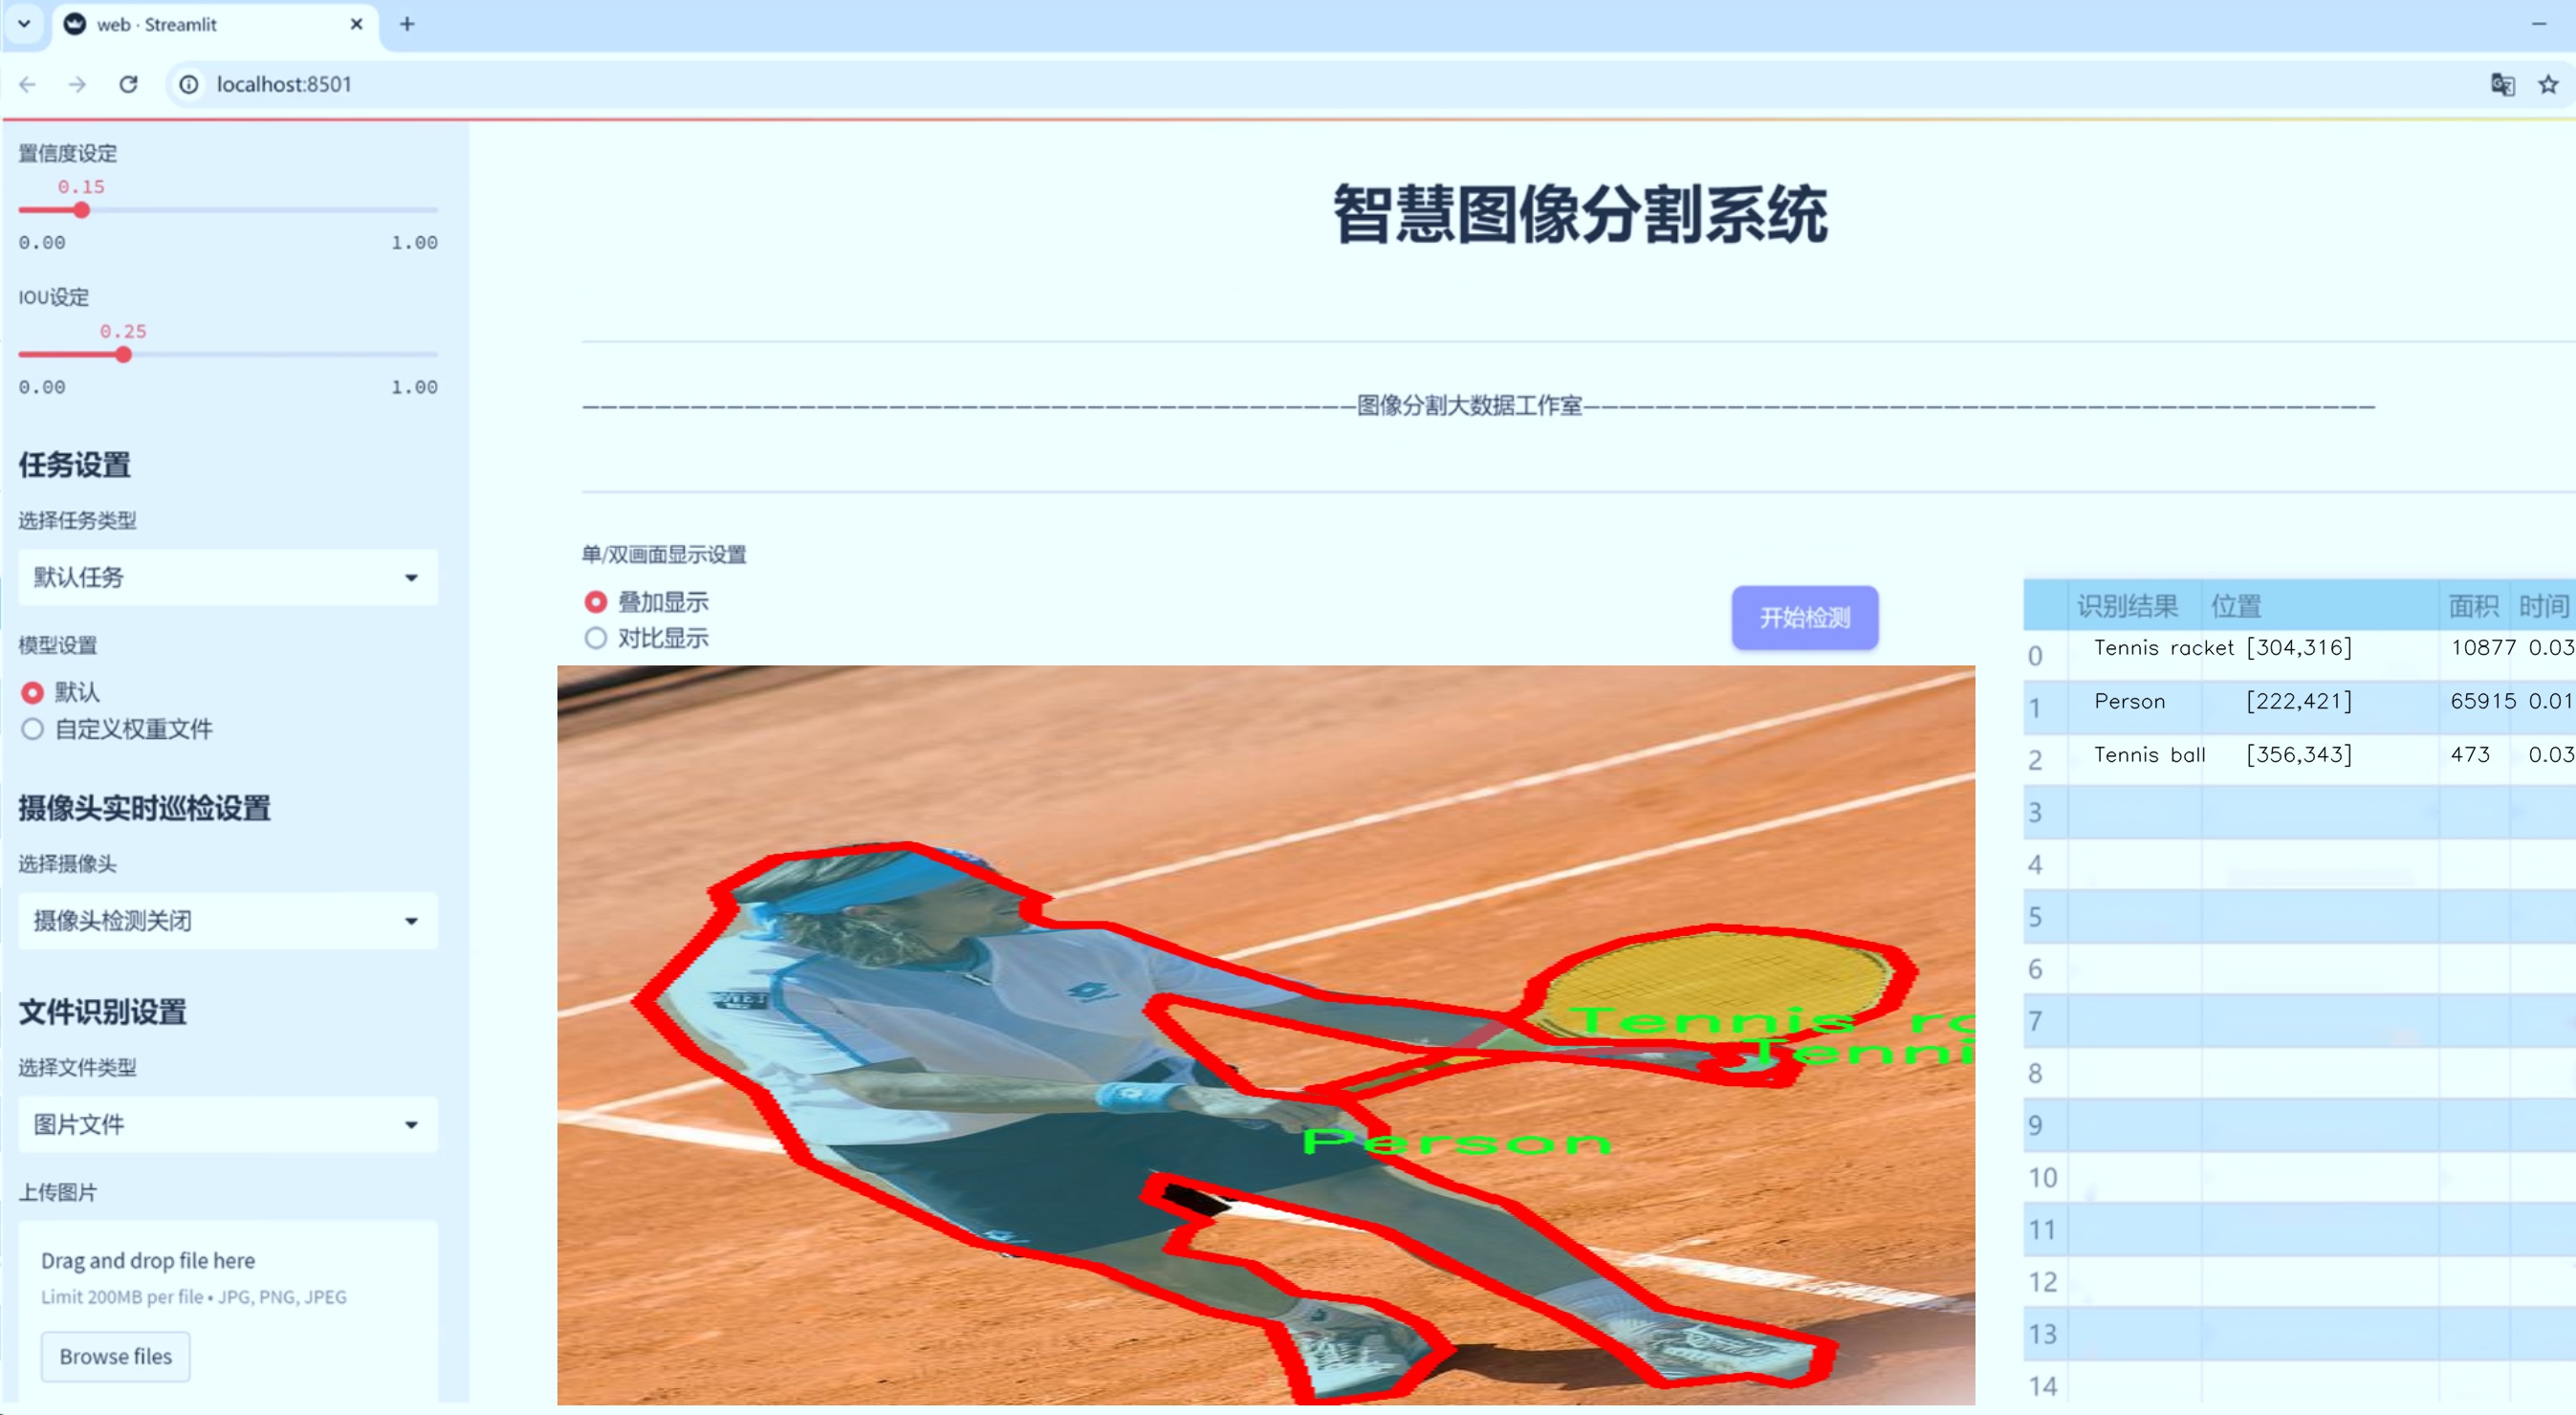 web · Streamlit
localhost:8501
置信度设定
0.15
0.00 1.00
IOU设定
0.25
0.00 1.00
任务设置
选择任务类型
默认任务
模型设置
默认
自定义权重文件
摄像头实时巡检设置
选择摄像头
摄像头检测关闭
文件识别设置
选择文件类型
图片文件
上传图片
Drag and drop file here
Limit 200MB per file • JPG, PNG, JPEG
Browse files
智慧图像分割系统
图像分割大数据工作室
单/双画面显示设置
叠加显示
对比显示
开始检测
Tennis rc
Tenni
Person
识别结果 位置 面积 时间
0 Tennis racket [304,316] 10877 0.03
1 Person [222,421] 65915 0.01
2 Tennis ball [356,343] 473 0.03
3
4
5
6
7
8
9
10
11
12
13
14